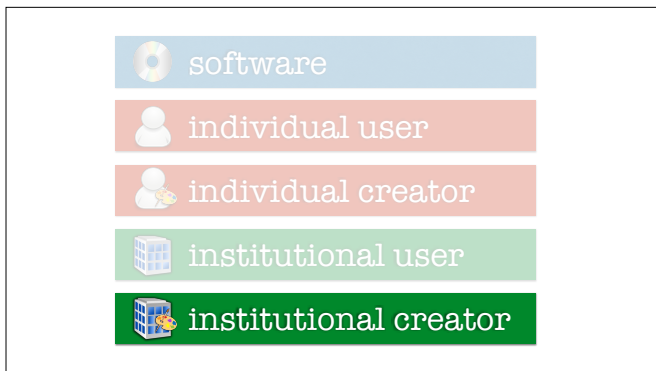 software
individual user
individual creator
institutional user
institutional creator